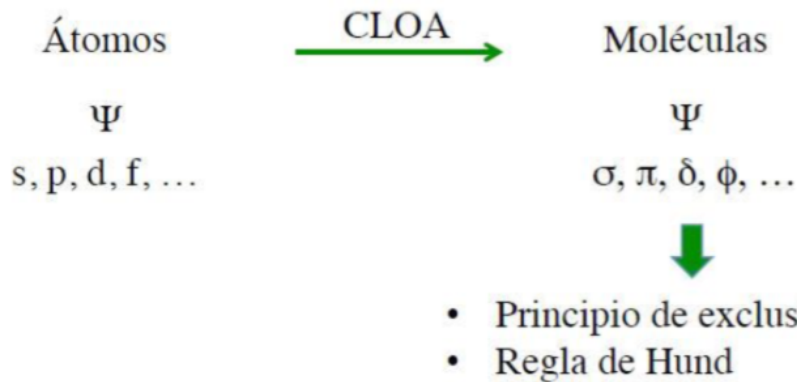 Átomos CLOA Moléculas
Ψ Ψ
s, p, d, f, … σ, π, δ, ϕ, …
• Principio de exclus
• Regla de Hund